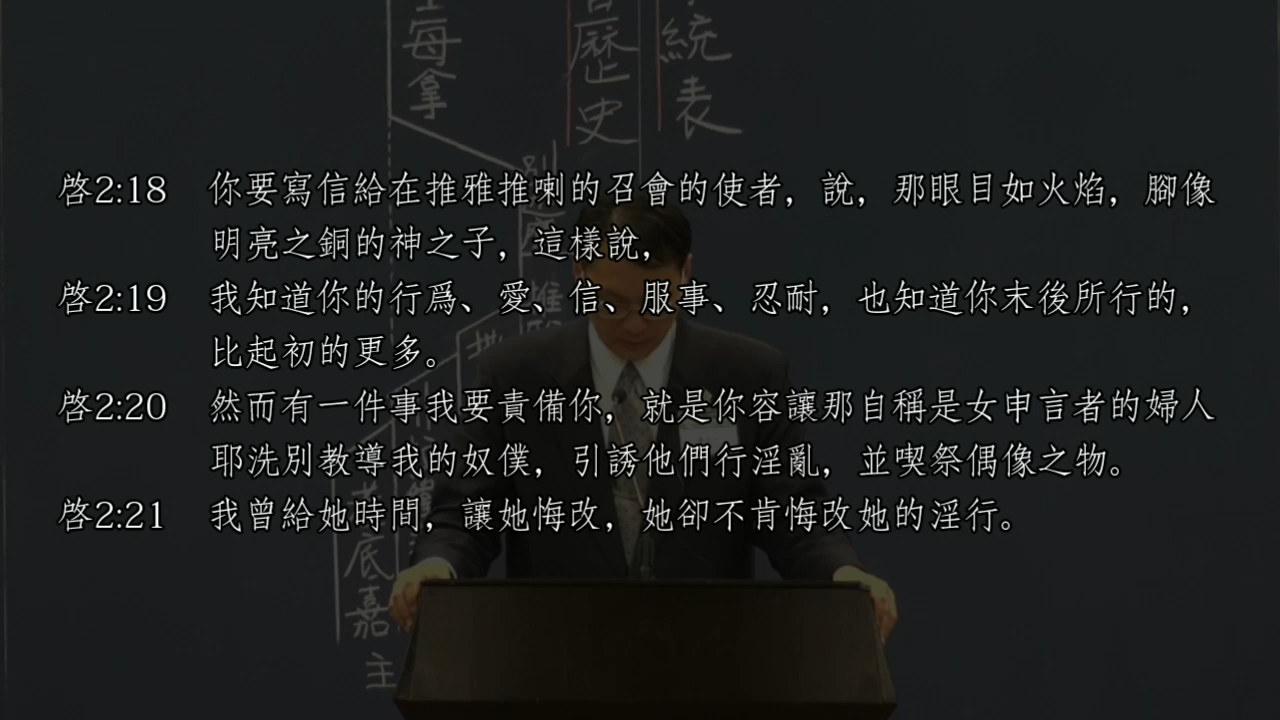 每拿
歷史
統表
別
推
啓2:18 你要寫信給在推雅推喇的召會的使者，說，那眼目如火焰，腳像
明亮之銅的神之子，這樣說，
啓2:19 我知道你的行爲、愛、信、服事、忍耐，也知道你末後所行的，
比起初的更多。
啓2:20 然而有一件事我要責備你，就是你容讓那自稱是女申言者的婦人
耶洗別教導我的奴僕，引誘他們行淫亂，並喫祭偶像之物。
啓2:21 我曾給她時間，讓她悔改，她卻不肯悔改她的淫行。
底嘉
主